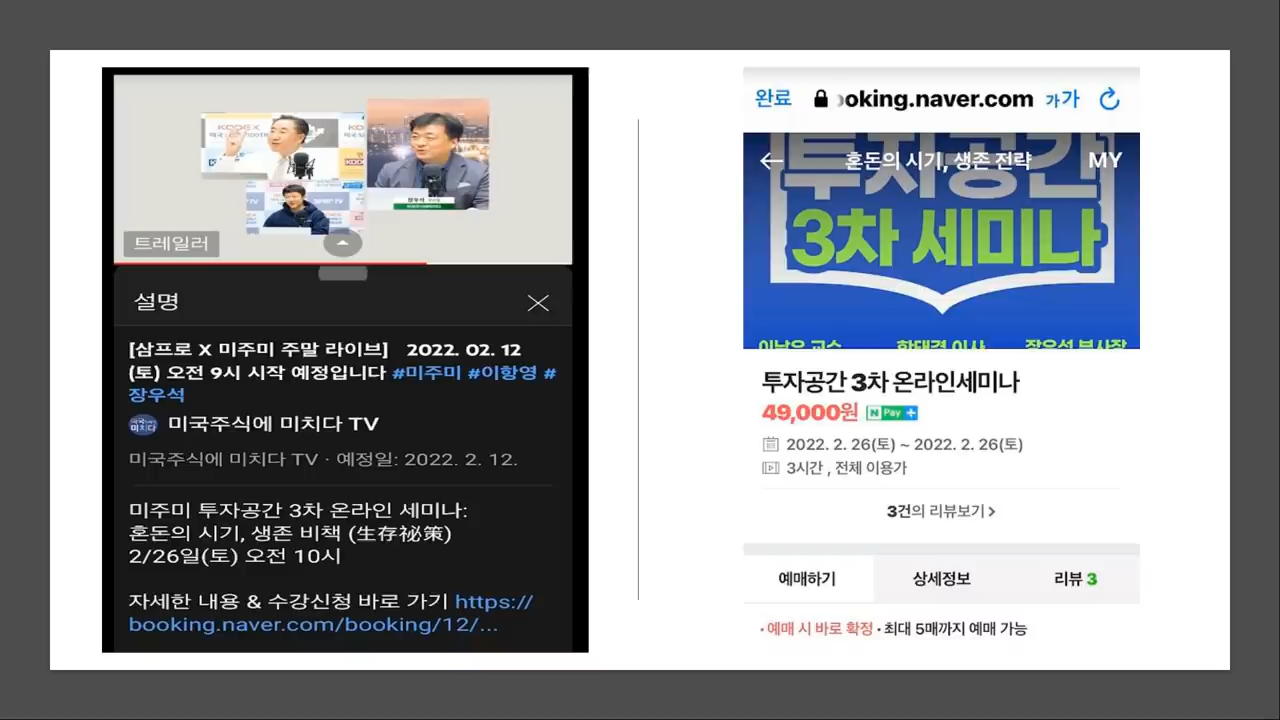 KODEX
트레일러
설명
[삼프로 X 미주미 주말 라이브] 2022. 02. 12
(토) 오전 9시 시작 예정입니다 #미주미 #이항영 #
장우석
미국주식에 미치다 TV
미국주식에 미치다 TV · 예정일: 2022. 2. 12.
미주미 투자공간 3차 온라인 세미나:
혼돈의 시기, 생존 비책 (生存祕策)
2/26일(토) 오전 10시
자세한 내용 & 수강신청 바로 가기 https://
booking.naver.com/booking/12/...
완료 ooking.naver.com 가가
혼돈의 시기, 생존 전략 MY
투자공간
3차 세미나
투자공간 3차 온라인세미나
49,000원 N Pay +
2022. 2. 26(토) ~ 2022. 2. 26(토)
3시간 , 전체 이용가
3건의 리뷰보기 >
예매하기 상세정보 리뷰 3
· 예매 시 바로 확정 · 최대 5매까지 예매 가능